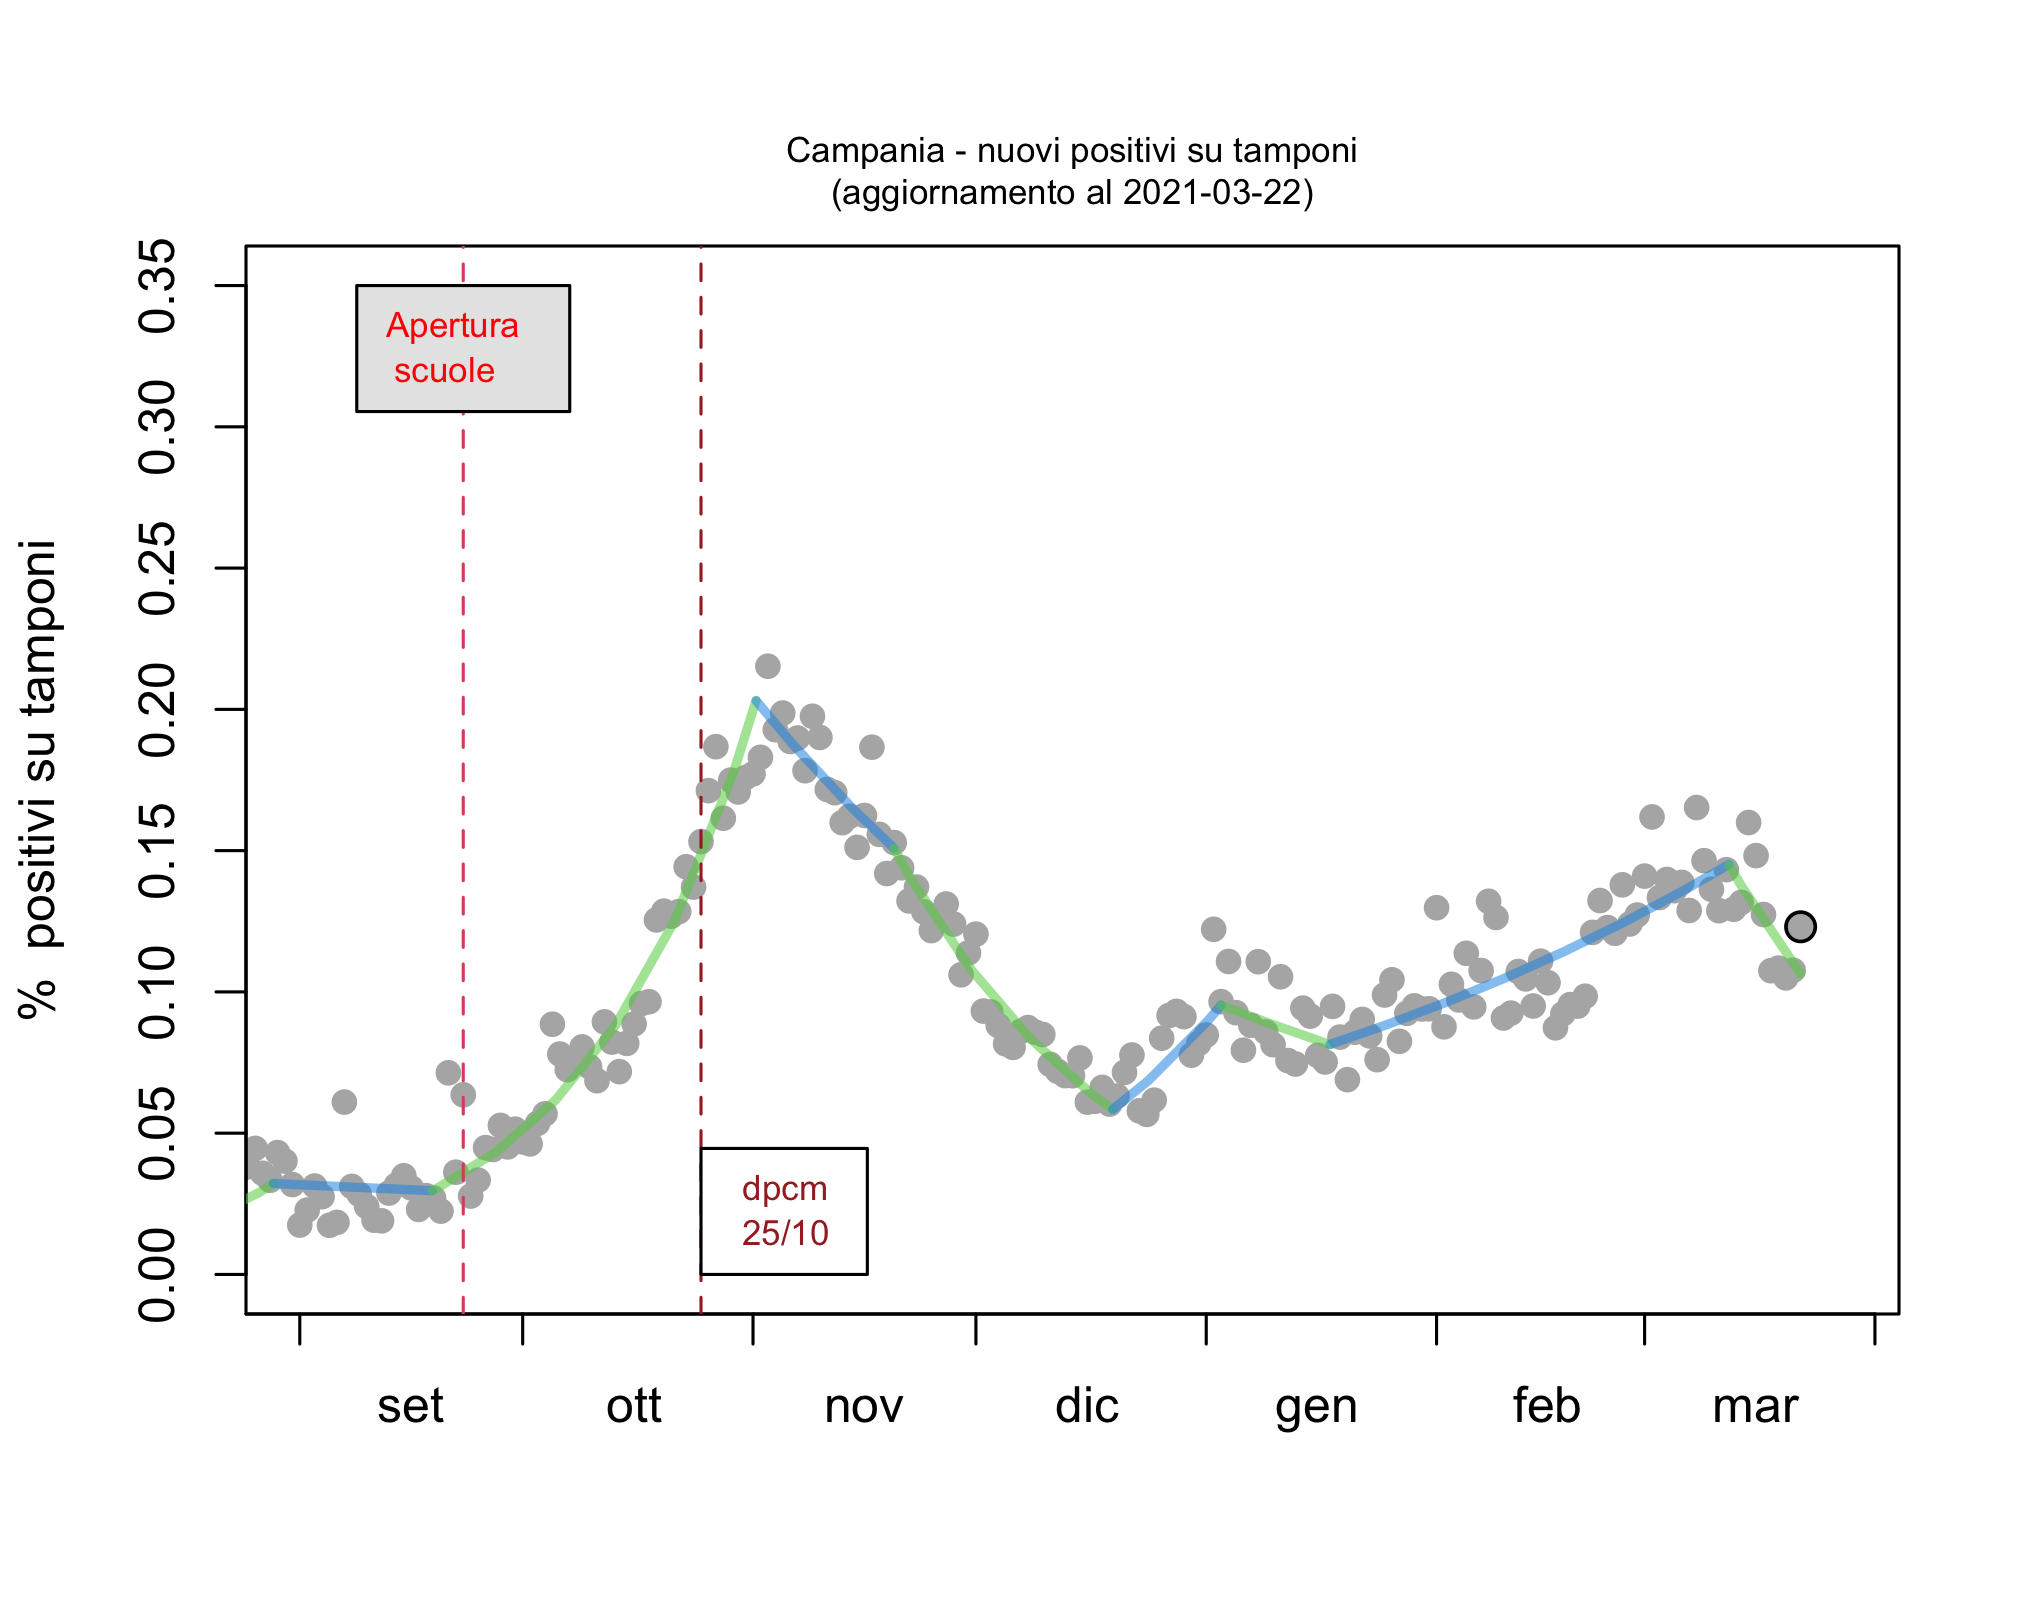 Campania - nuovi positivi su tamponi
(aggiornamento al 2021-03-22)
% positivi su tamponi
0.35
0.30
0.25
0.20
0.15
0.10
0.05
0.00
Apertura
scuole
dpcm
25/10
set ott nov dic gen feb mar